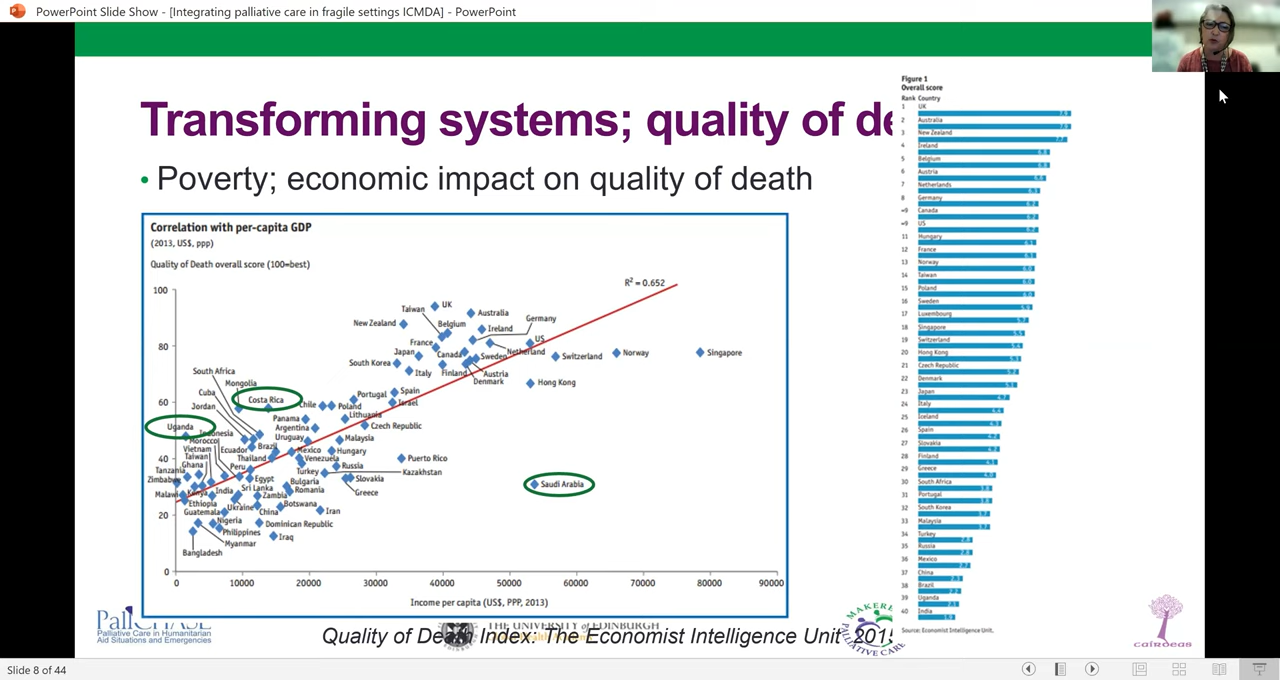 PowerPoint Slide Show - [Integrating palliative care in fragile settings ICMDA] - PowerPoint
Transforming systems; quality of de
• Poverty; economic impact on quality of death
Correlation with per-capita GDP
(2013, US$, ppp)
Quality of Death overall score (100=best)
R² = 0.652
100
80
60
40
20
0
0 10000 20000 30000 40000 50000 60000 70000 80000 90000
Income per capita (US$, PPP, 2013)
Taiwan
UK
Australia
New Zealand
Belgium
Ireland
Germany
France
US
Japan
Canada
Sweden
Netherland
Switzerland
Norway
Singapore
South Korea
Italy
Finland
Austria
Denmark
Hong Kong
South Africa
Mongolia
Cuba
Costa Rica
Jordan
Chile
Portugal
Spain
Poland
Israel
Lithuania
Uganda
Panama
Argentina
Czech Republic
Morocco
Uruguay
Malaysia
Vietnam
Ecuador
Brazil
Mexico
Hungary
Taiwan
Thailand
Venezuela
Puerto Rico
Ghana
Peru
Russia
Tanzania
Turkey
Kazakhstan
Zimbabwe
Egypt
Bulgaria
Slovakia
Saudi Arabia
Malawi
Kenya
India
Sri Lanka
Romania
Greece
Ethiopia
Zambia
Guatemala
Ukraine
China
Botswana
Iran
Nigeria
Dominican Republic
Philippines
Iraq
Myanmar
Bangladesh
Figure 1
Overall score
Rank Country
1 UK
2 Australia
3 New Zealand
4 Ireland
5 Belgium
6 Austria
7 Netherlands
8 Germany
=9 Canada
=9 US
11 Hungary
12 France
13 Norway
14 Taiwan
15 Poland
16 Sweden
17 Luxembourg
18 Singapore
19 Switzerland
20 Hong Kong
21 Czech Republic
22 Denmark
23 Japan
24 Italy
25 Iceland
26 Spain
27 Slovakia
28 Finland
29 Greece
30 South Africa
31 Portugal
32 South Korea
33 Malaysia
34 Turkey
35 Russia
36 Mexico
37 China
38 Brazil
39 Uganda
40 India
Source: Economist Intelligence Unit.
PallCHASE
Palliative Care in Humanitarian
Aid Situations and Emergencies
THE UNIVERSITY of EDINBURGH
Quality of Death Index: The Economist Intelligence Unit 2015
MAKERERE
PALLIATIVE CARE
cairdeas
Slide 8 of 44